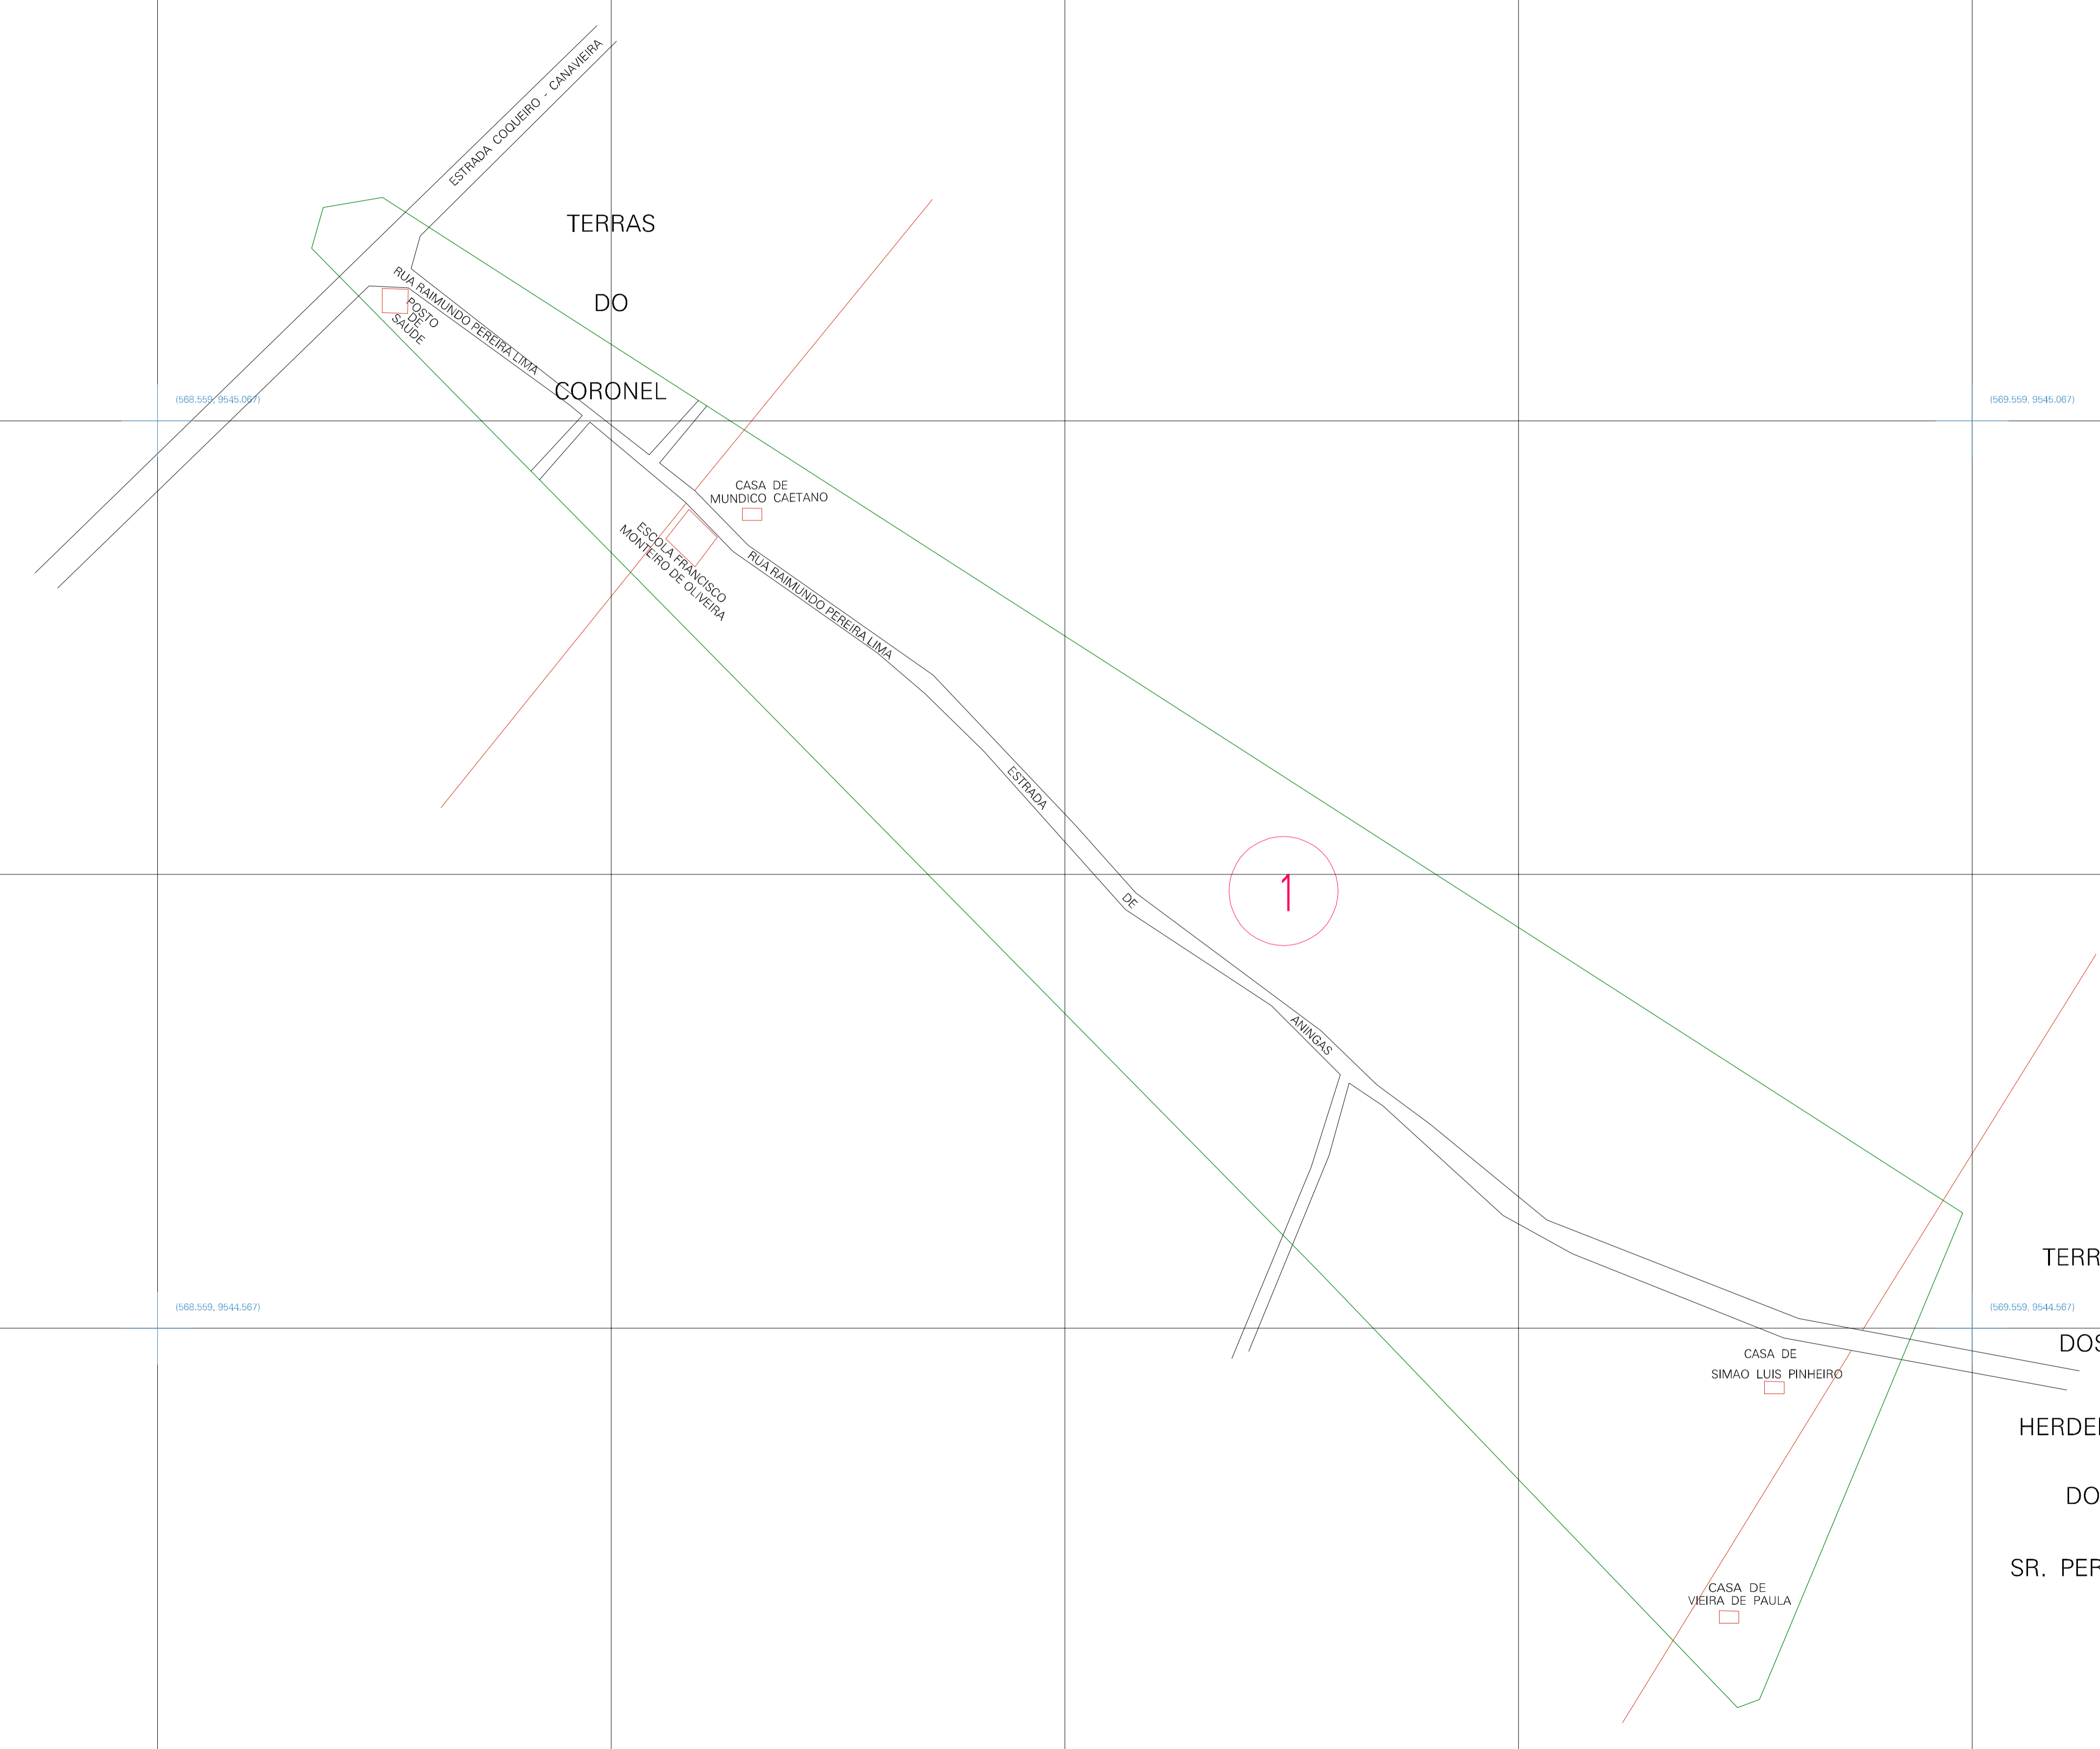 ESTRADA COQUEIRO - CANAVIEIRA
TERRAS
DO
CORONEL
RUA RAIMUNDO PEREIRA LIMA
POSTO
DE
SAUDE
(568.559, 9545.067)
(569.559, 9545.067)
CASA DE
MUNDICO CAETANO
ESCOLA FRANCISCO
MONTEIRO DE OLIVEIRA
RUA RAIMUNDO PEREIRA LIMA
ESTRADA
DE
ANINGAS
1
TERR
(568.559, 9544.567)
(569.559, 9544.567)
DOS
CASA DE
SIMAO LUIS PINHEIRO
HERDE
DO
SR. PER
CASA DE
VIEIRA DE PAULA